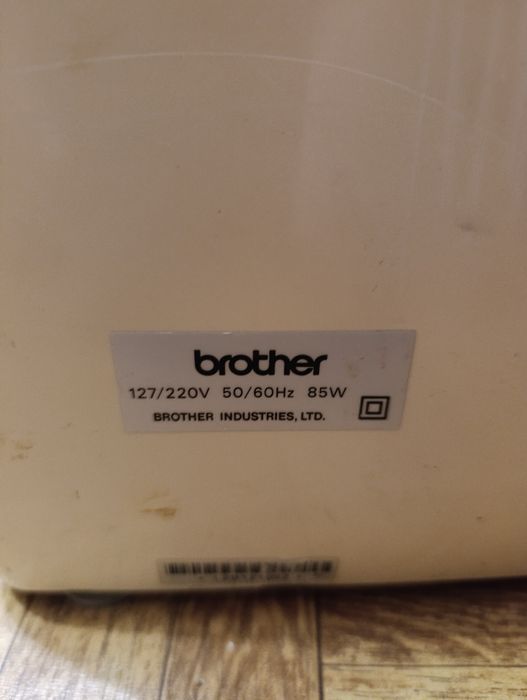 brother
127/220V 50/60Hz 85W
BROTHER INDUSTRIES, LTD.